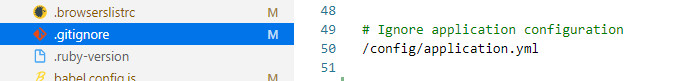 .browserslistrc M
.gitignore M
.ruby-version
babel.config.js M
48
49 # Ignore application configuration
50 /config/application.yml
51